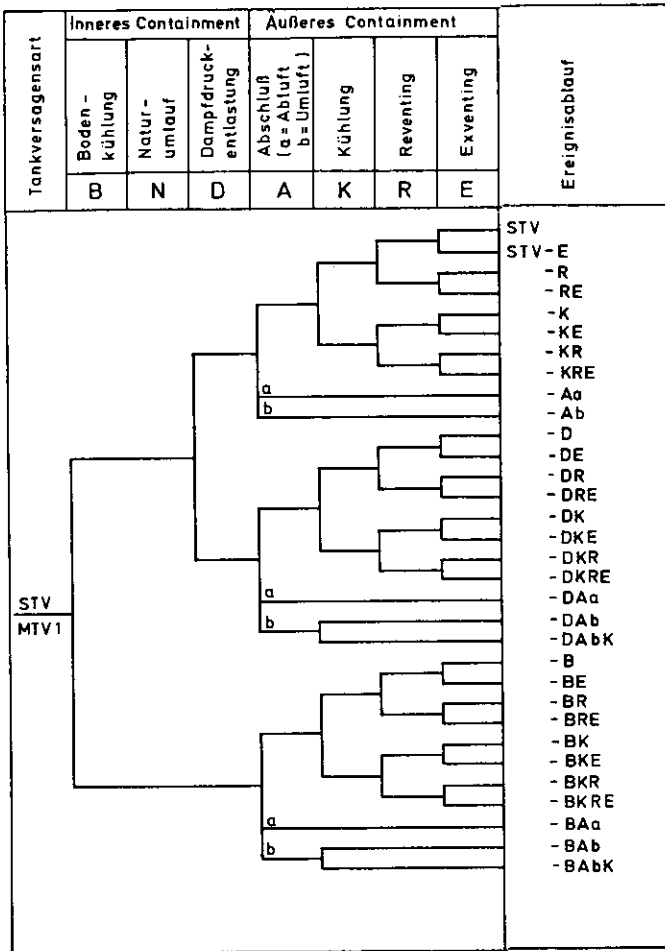 Inneres Containment
Äußeres Containment
Tankversagensart
Boden-
kühlung
Natur-
umlauf
Dampfdruck-
entlastung
Abschluß
(a = Abluft
b = Umluft)
Kühlung
Reventing
Exventing
Ereignisablauf
B
N
D
A
K
R
E
STV
STV-E
-R
-RE
-K
-KE
-KR
-KRE
a
-Aa
b
-Ab
-D
-DE
-DR
-DRE
-DK
-DKE
-DKR
-DKRE
a
-DAa
STV
b
-DAb
MTV1
-DAbK
-B
-BE
-BR
-BRE
-BK
-BKE
-BKR
-BKRE
a
-BAa
b
-BAb
-BAbK